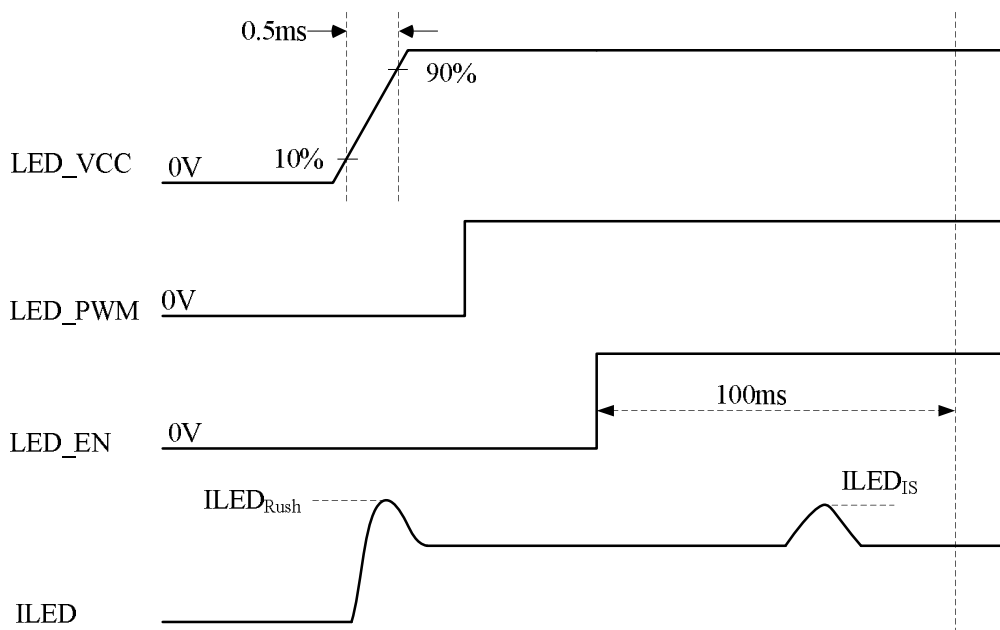 0.5ms
90%
10%
LED_VCC
0V
LED_PWM
0V
100ms
LED_EN
0V
ILEDRush
ILEDIS
ILED